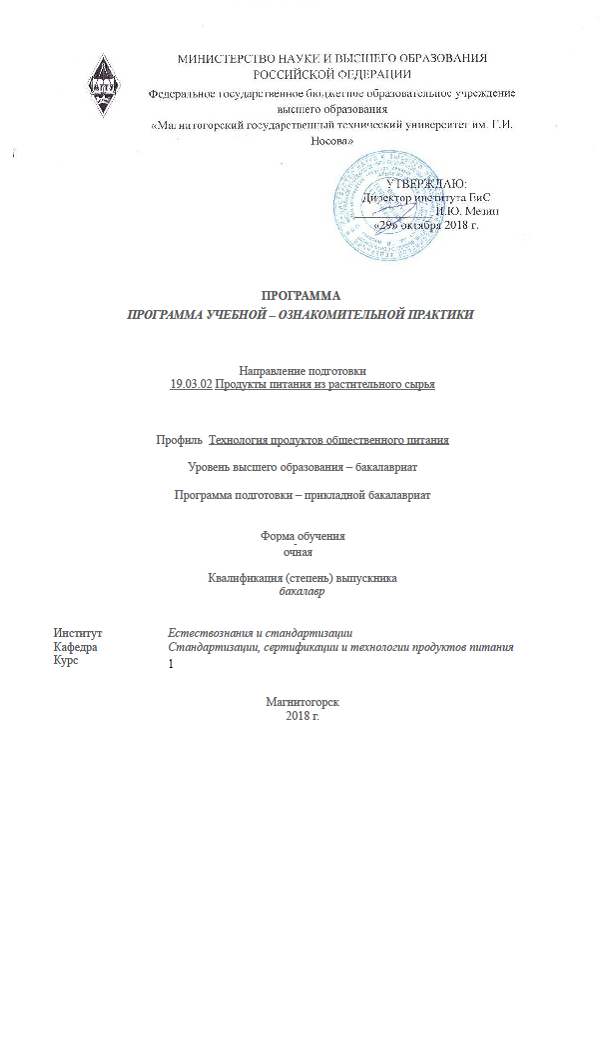 МИНИСТЕРСТВО НАУКИ И ВЫСШЕГО ОБРАЗОВАНИЯ
РОССИЙСКОЙ ФЕДЕРАЦИИ
Федеральное государственное бюджетное образовательное учреждение
высшего образования
«Магнитогорский государственный технический университет им. Г.И.
Носова»
МГТУ
УТВЕРЖДАЮ:
Директор института ЕиС
И.Ю. Мезин
«29» октября 2018 г.
ПРОГРАММА
ПРОГРАММА УЧЕБНОЙ – ОЗНАКОМИТЕЛЬНОЙ ПРАКТИКИ
Направление подготовки
19.03.02 Продукты питания из растительного сырья
Профиль Технология продуктов общественного питания
Уровень высшего образования – бакалавриат
Программа подготовки – прикладной бакалавриат
Форма обучения
очная
Квалификация (степень) выпускника
бакалавр
Институт Естествознания и стандартизации
Кафедра Стандартизации, сертификации и технологии продуктов питания
Курс 1
Магнитогорск
2018 г.